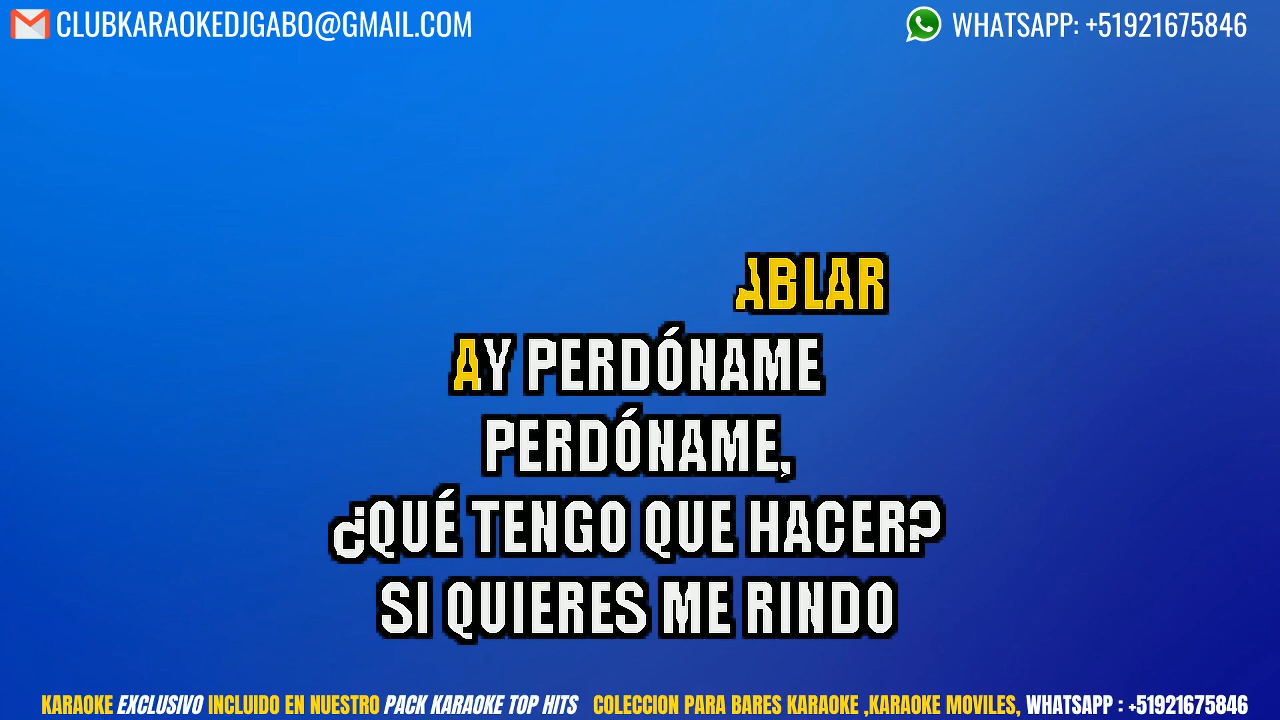 CLUBKARAOKEDJGABO@GMAIL.COM
WHATSAPP: +51921675846
ABLAR
AY PERDÓNAME
PERDÓNAME,
¿QUÉ TENGO QUE HACER?
SI QUIERES ME RINDO
KARAOKE EXCLUSIVO INCLUIDO EN NUESTRO PACK KARAOKE TOP HITS COLECCION PARA BARES KARAOKE ,KARAOKE MOVILES, WHATSAPP : +51921675846